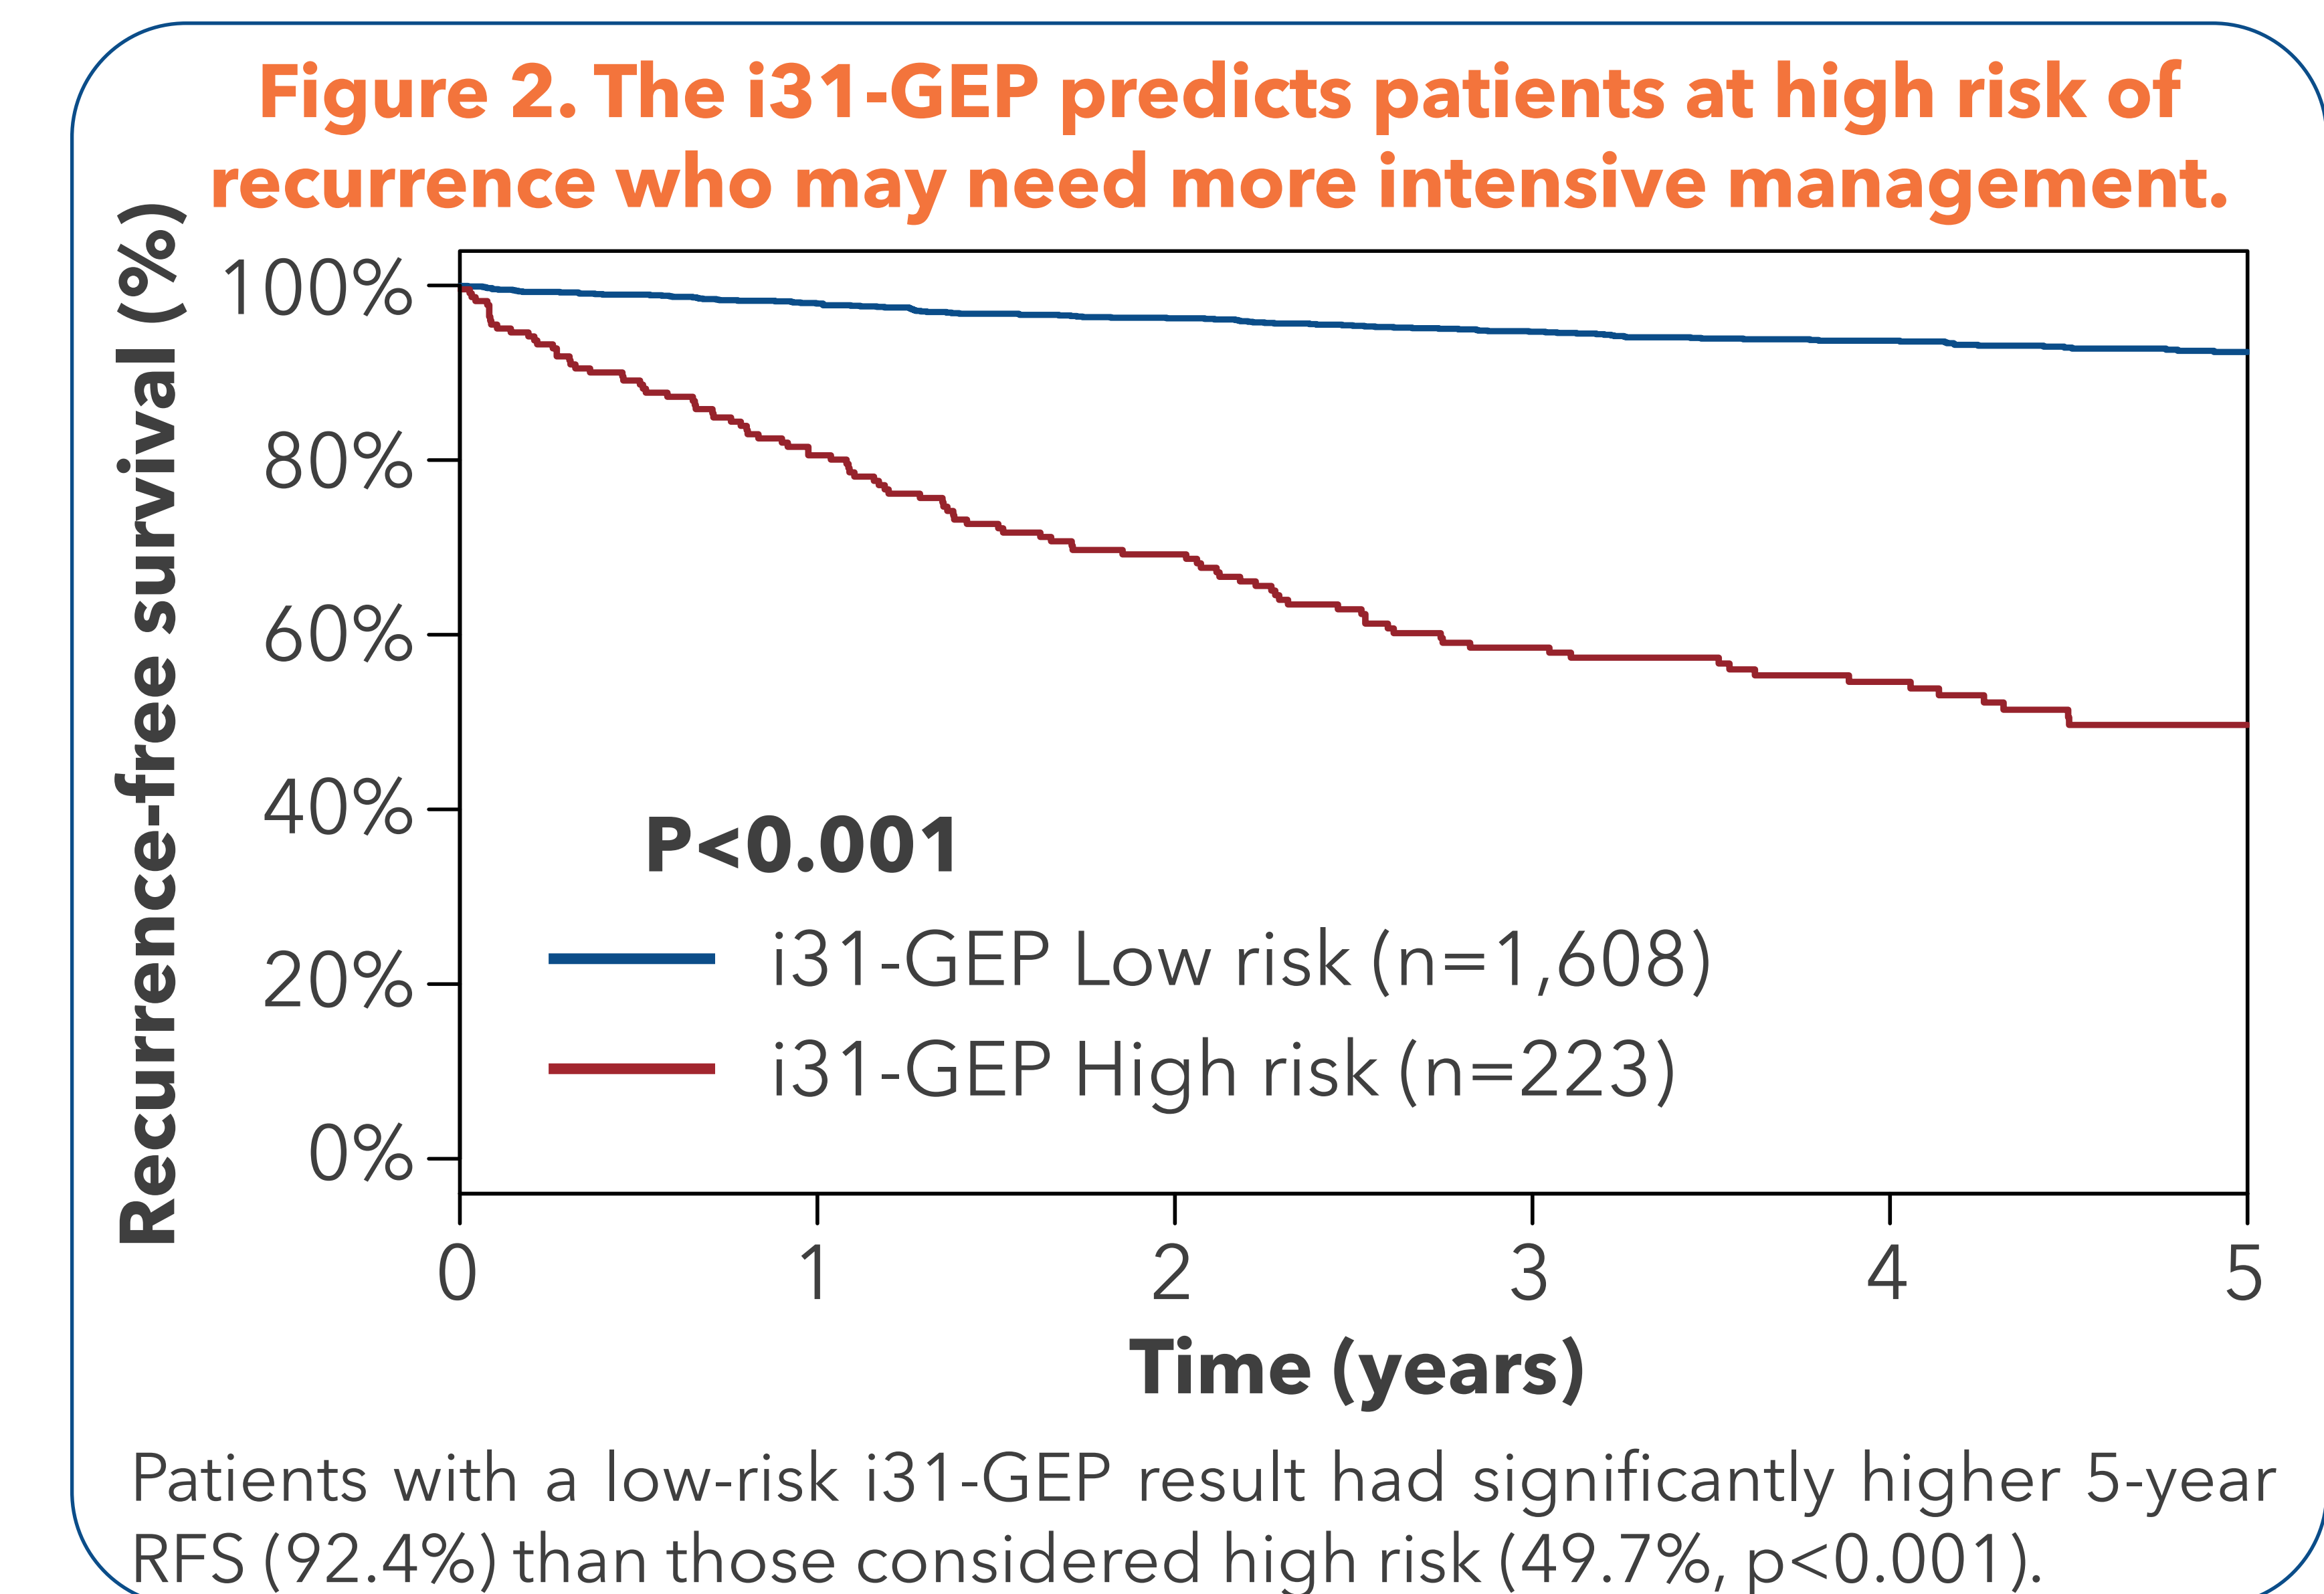 Figure 2. The i31-GEP predicts patients at high risk of
recurrence who may need more intensive management.
Recurrence-free survival (%)
100%
80%
60%
40%
20%
0%
P<0.001
i31-GEP Low risk (n=1,608)
i31-GEP High risk (n=223)
0 1 2 3 4 5
Time (years)
Patients with a low-risk i31-GEP result had significantly higher 5-year
RFS (92.4%) than those considered high risk (49.7%, p<0.001).